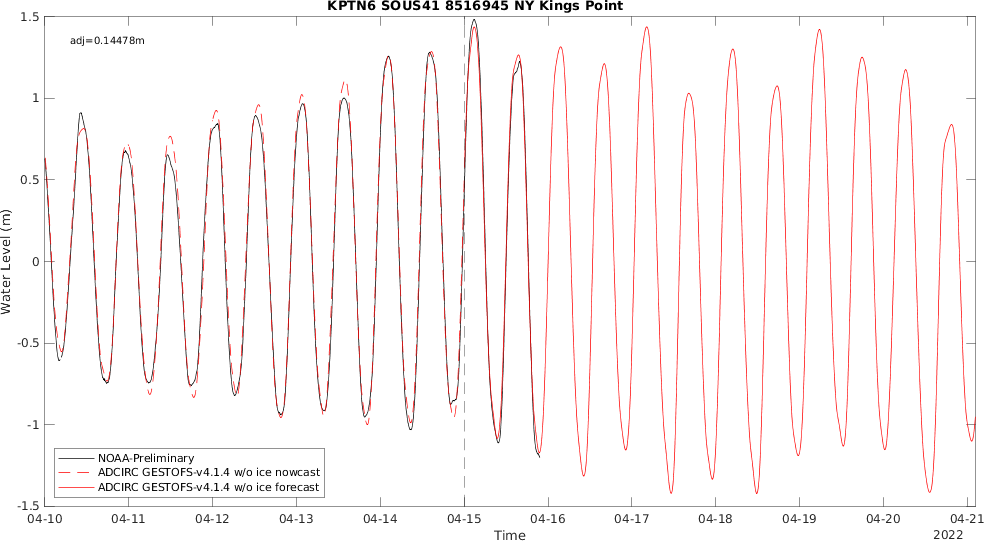 KPTN6 SOUS41 8516945 NY Kings Point
adj=0.14478m
1.5
1
0.5
0
-0.5
-1
-1.5
Water Level (m)
NOAA-Preliminary
ADCIRC GESTOFS-v4.1.4 w/o ice nowcast
ADCIRC GESTOFS-v4.1.4 w/o ice forecast
04-10 04-11 04-12 04-13 04-14 04-15 04-16 04-17 04-18 04-19 04-20 04-21
Time
2022